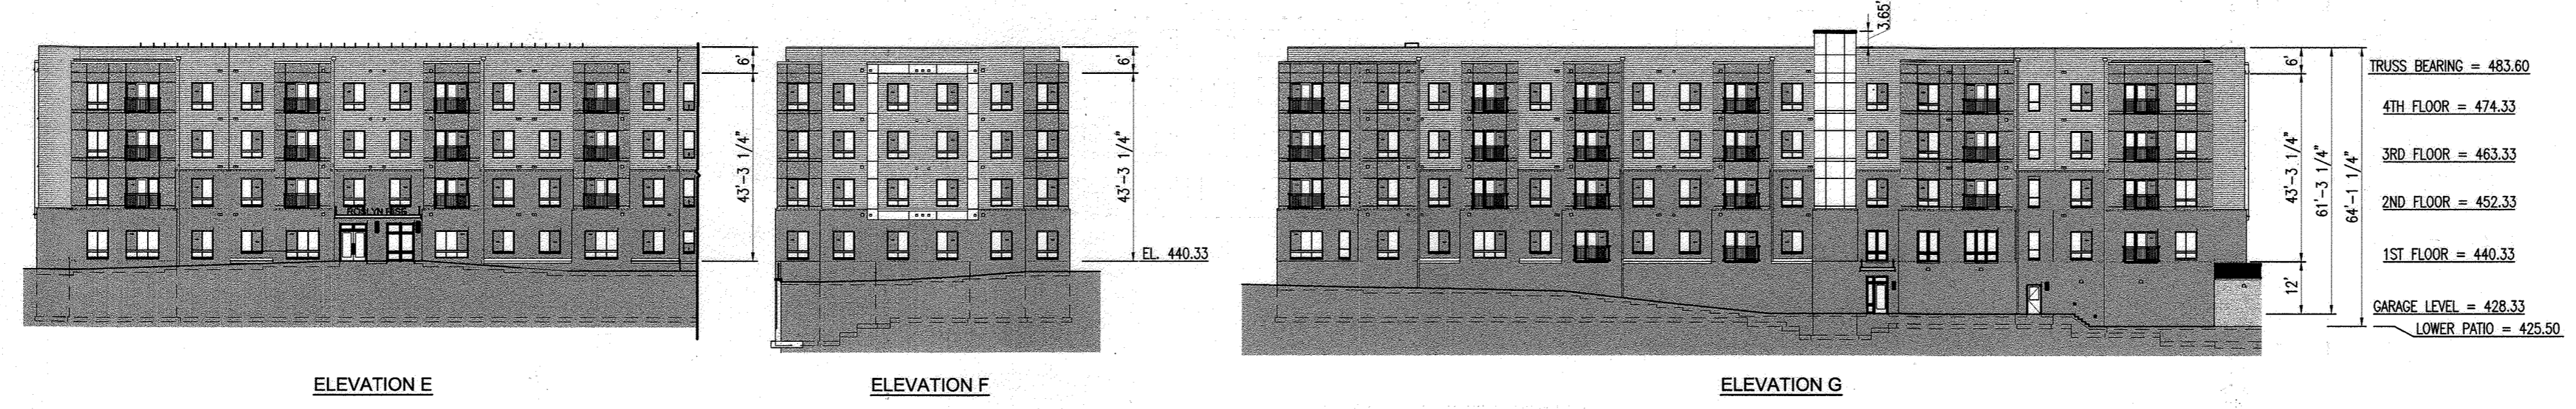 6'
43'-3 1/4"
ROSLYN RISE
ELEVATION E
6'
43'-3 1/4"
EL. 440.33
ELEVATION F
3.65'
6'
43'-3 1/4"
12'
61'-3 1/4"
64'-1 1/4"
ELEVATION G
TRUSS BEARING = 483.60
4TH FLOOR = 474.33
3RD FLOOR = 463.33
2ND FLOOR = 452.33
1ST FLOOR = 440.33
GARAGE LEVEL = 428.33
LOWER PATIO = 425.50